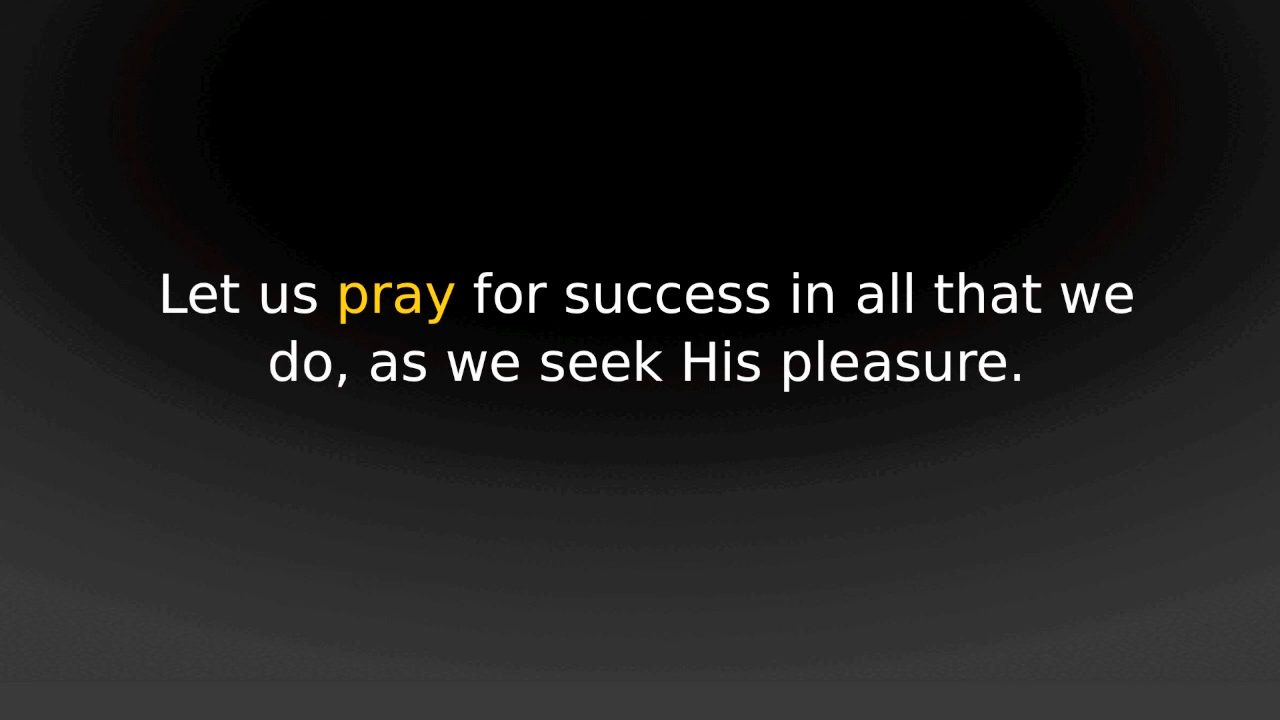 Let us pray for success in all that we
do, as we seek His pleasure.